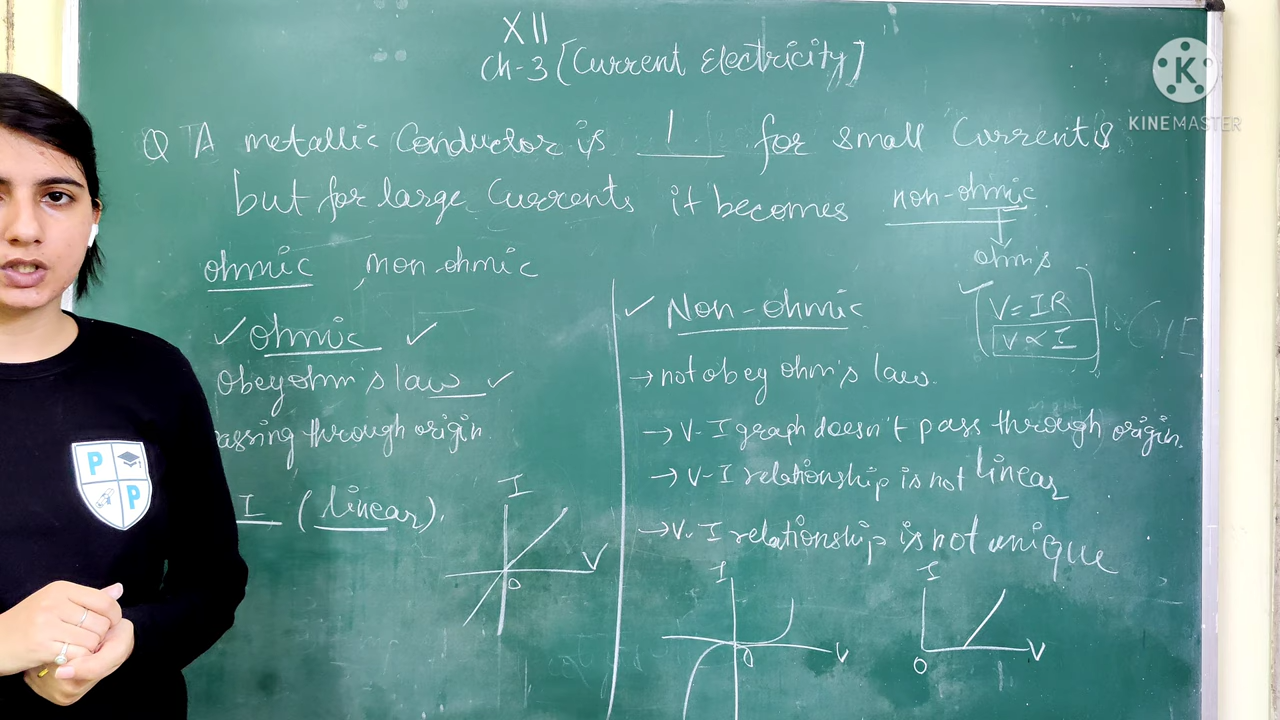 XII
Ch-3 [Current Electricity]
Q A metallic Conductor is 1 for small currents
but for large currents it becomes non-ohmic
ohm's
ohmic, non-ohmic
V=IR
V∝I
✓ Ohmic ✓
Obey ohm's law ✓
passing through origin
I (linear).
I
V
O
✓ Non-ohmic
→ not obey ohm's law.
→ V-I graph doesn't pass through origin.
→ V-I relationship is not linear
→ V-I relationship is not unique
I
O
V
I
O
V
P
P
K
KINEMASTER